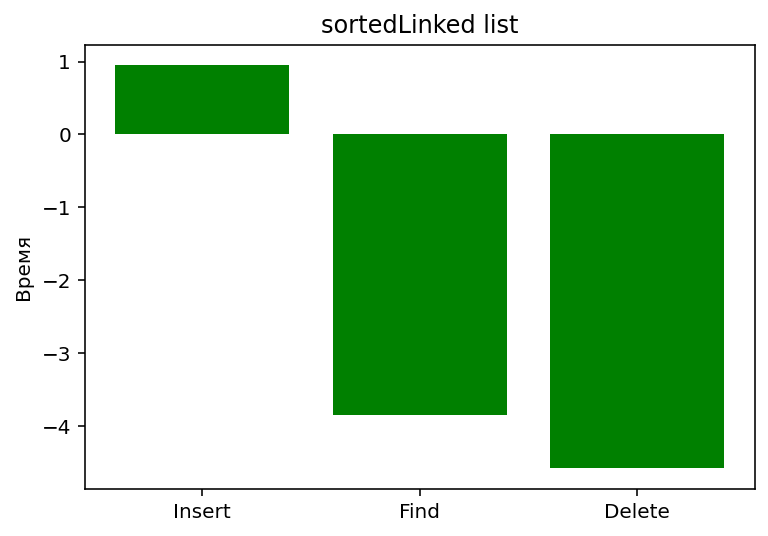 sortedLinked list
1
0
−1
−2
−3
−4
Время
Insert Find Delete